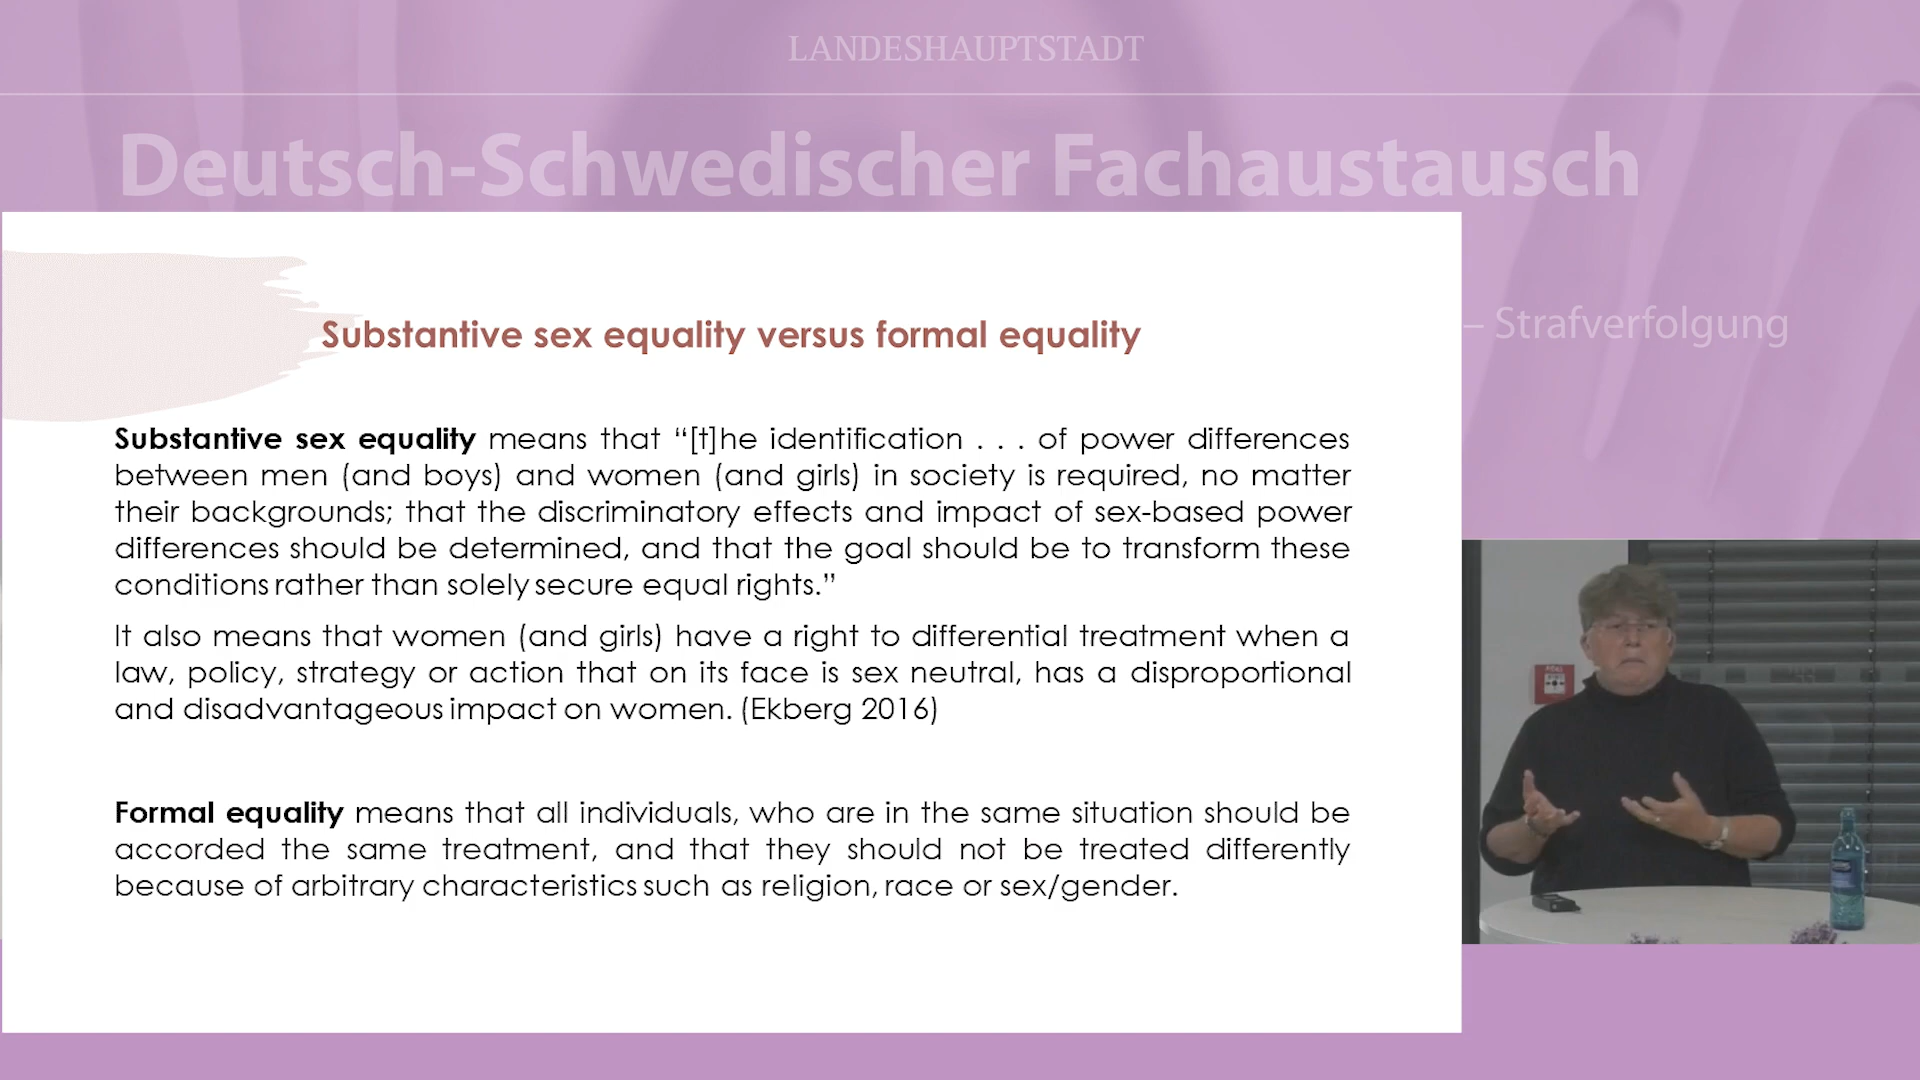 LANDESHAUPTSTADT
Deutsch-Schwedischer Fachaustausch
– Strafverfolgung
Substantive sex equality versus formal equality
Substantive sex equality means that “[t]he identification . . . of power differences
between men (and boys) and women (and girls) in society is required, no matter
their backgrounds; that the discriminatory effects and impact of sex-based power
differences should be determined, and that the goal should be to transform these
conditions rather than solely secure equal rights.”
It also means that women (and girls) have a right to differential treatment when a
law, policy, strategy or action that on its face is sex neutral, has a disproportional
and disadvantageous impact on women. (Ekberg 2016)
Formal equality means that all individuals, who are in the same situation should be
accorded the same treatment, and that they should not be treated differently
because of arbitrary characteristics such as religion, race or sex/gender.